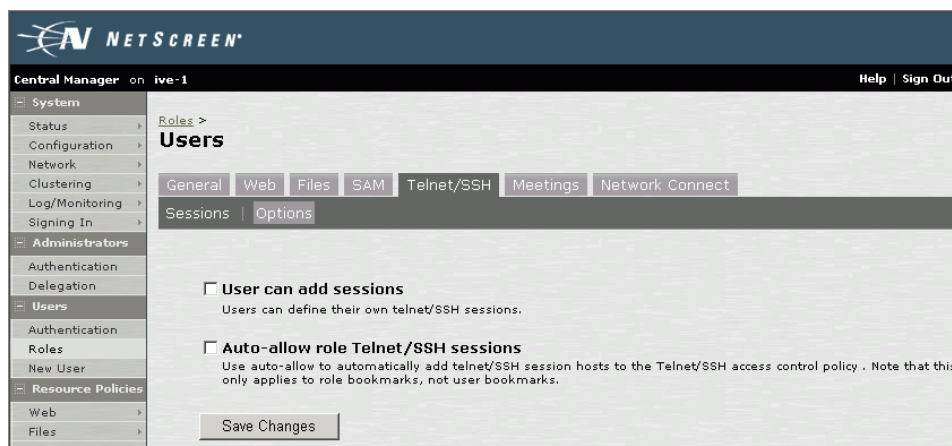 NETSCREEN
Central Manager on ive-1
Help | Sign Out
System
Status
Configuration
Network
Clustering
Log/Monitoring
Signing In
Administrators
Authentication
Delegation
Users
Authentication
Roles
New User
Resource Policies
Web
Files
Roles >
Users
General Web Files SAM Telnet/SSH Meetings Network Connect
Sessions | Options
User can add sessions
Users can define their own telnet/SSH sessions.
Auto-allow role Telnet/SSH sessions
Use auto-allow to automatically add telnet/SSH session hosts to the Telnet/SSH access control policy . Note that this
only applies to role bookmarks, not user bookmarks.
Save Changes